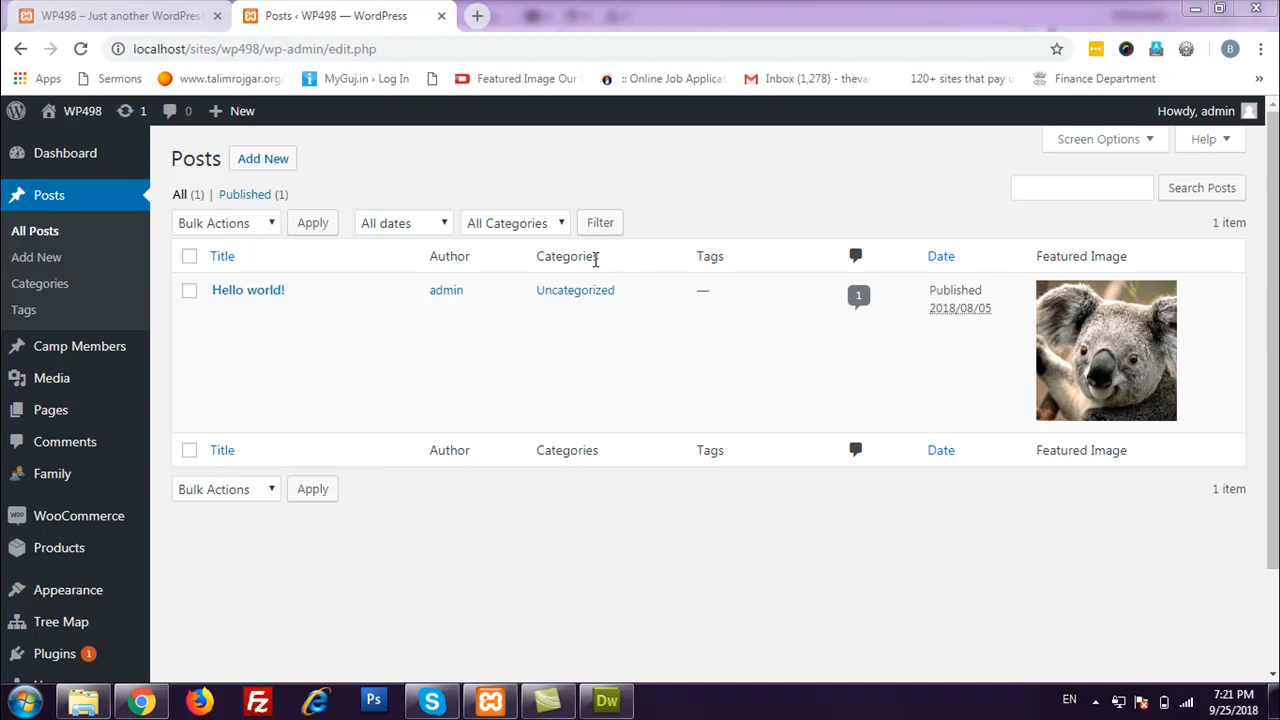 WP498 – Just another WordPress
Posts ‹ WP498 — WordPress
localhost/sites/wp498/wp-admin/edit.php
B
Apps
Sermons
www.talimrojgar.org/
MyGuj.in › Log In
Featured Image Our
:: Online Job Applicat
Inbox (1,278) - theva
120+ sites that pay
Finance Department
WP498
1
0
New
Howdy, admin
Dashboard
Posts
All Posts
Add New
Categories
Tags
Camp Members
Media
Pages
Comments
Family
WooCommerce
Products
Appearance
Tree Map
Plugins 1
Posts
Add New
Screen Options
Help
All (1) | Published (1)
Search Posts
Bulk Actions
Apply
All dates
All Categories
Filter
1 item
Title Author Categories Tags Date Featured Image
Hello world! admin Uncategorized — 1 Published
2018/08/05
Title Author Categories Tags Date Featured Image
Bulk Actions
Apply
1 item
Fz
Ps
Dw
EN
7:21 PM
9/25/2018